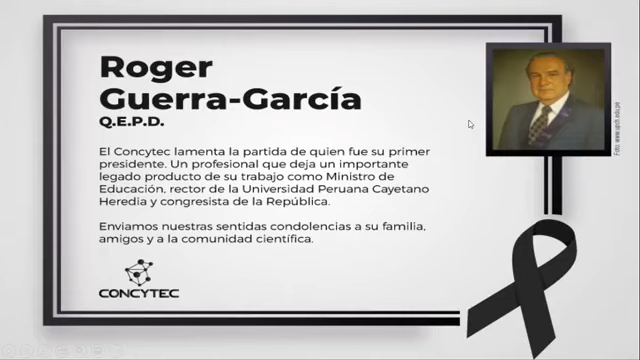 Roger
Guerra-García
Q.E.P.D.
El Concytec lamenta la partida de quien fue su primer
presidente. Un profesional que deja un importante
legado producto de su trabajo como Ministro de
Educación, rector de la Universidad Peruana Cayetano
Heredia y congresista de la República.
Enviamos nuestras sentidas condolencias a su familia,
amigos y a la comunidad científica.
CONCYTEC
Foto: www.upch.edu.pe